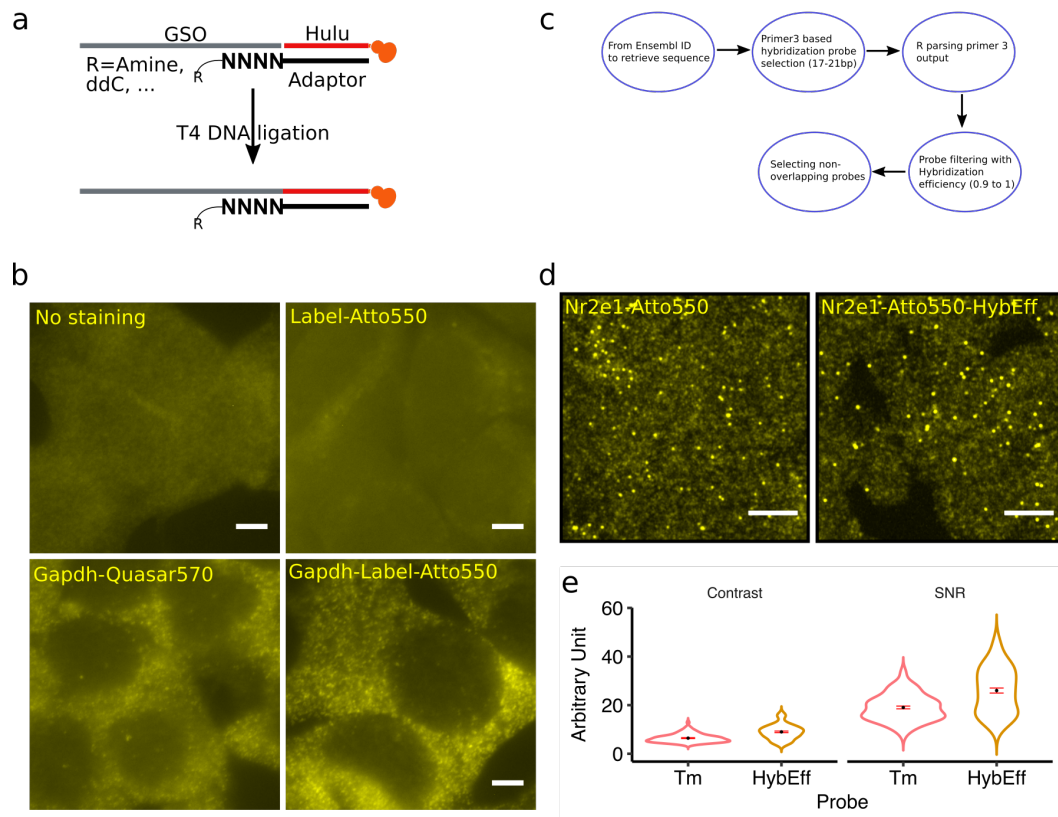 a
GSO
Hulu
R=Amine,
ddC, ...
R
NNNN
Adaptor
T4 DNA ligation
R
NNNN
c
From Ensembl ID
to retrieve sequence
Primer3 based
hybridization probe
selection (17-21bp)
R parsing primer 3
output
Selecting non-
overlapping probes
Probe filtering with
Hybridization
efficiency (0.9 to 1)
b
No staining
Label-Atto550
Gapdh-Quasar570
Gapdh-Label-Atto550
d
Nr2e1-Atto550
Nr2e1-Atto550-HybEff
e
Contrast
SNR
Arbitrary Unit
60
40
20
0
Tm
HybEff
Tm
HybEff
Probe